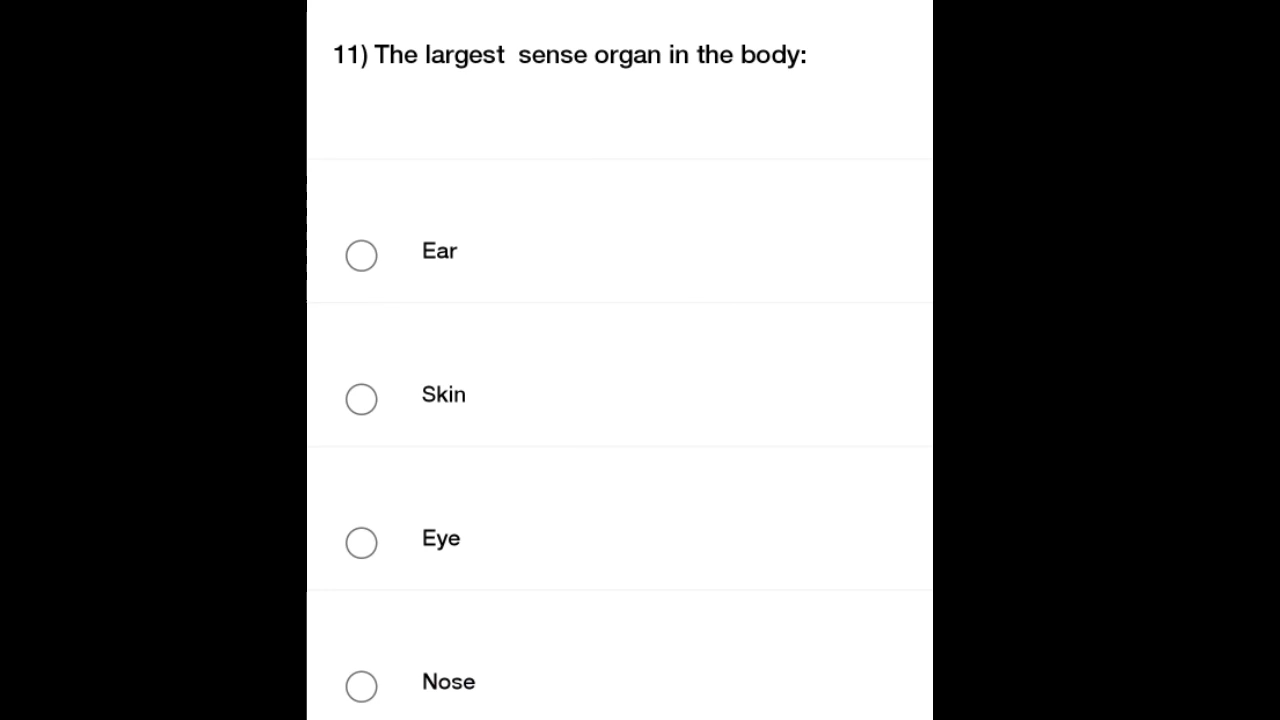 11) The largest  sense organ in the body:
Ear
Skin
Eye
Nose